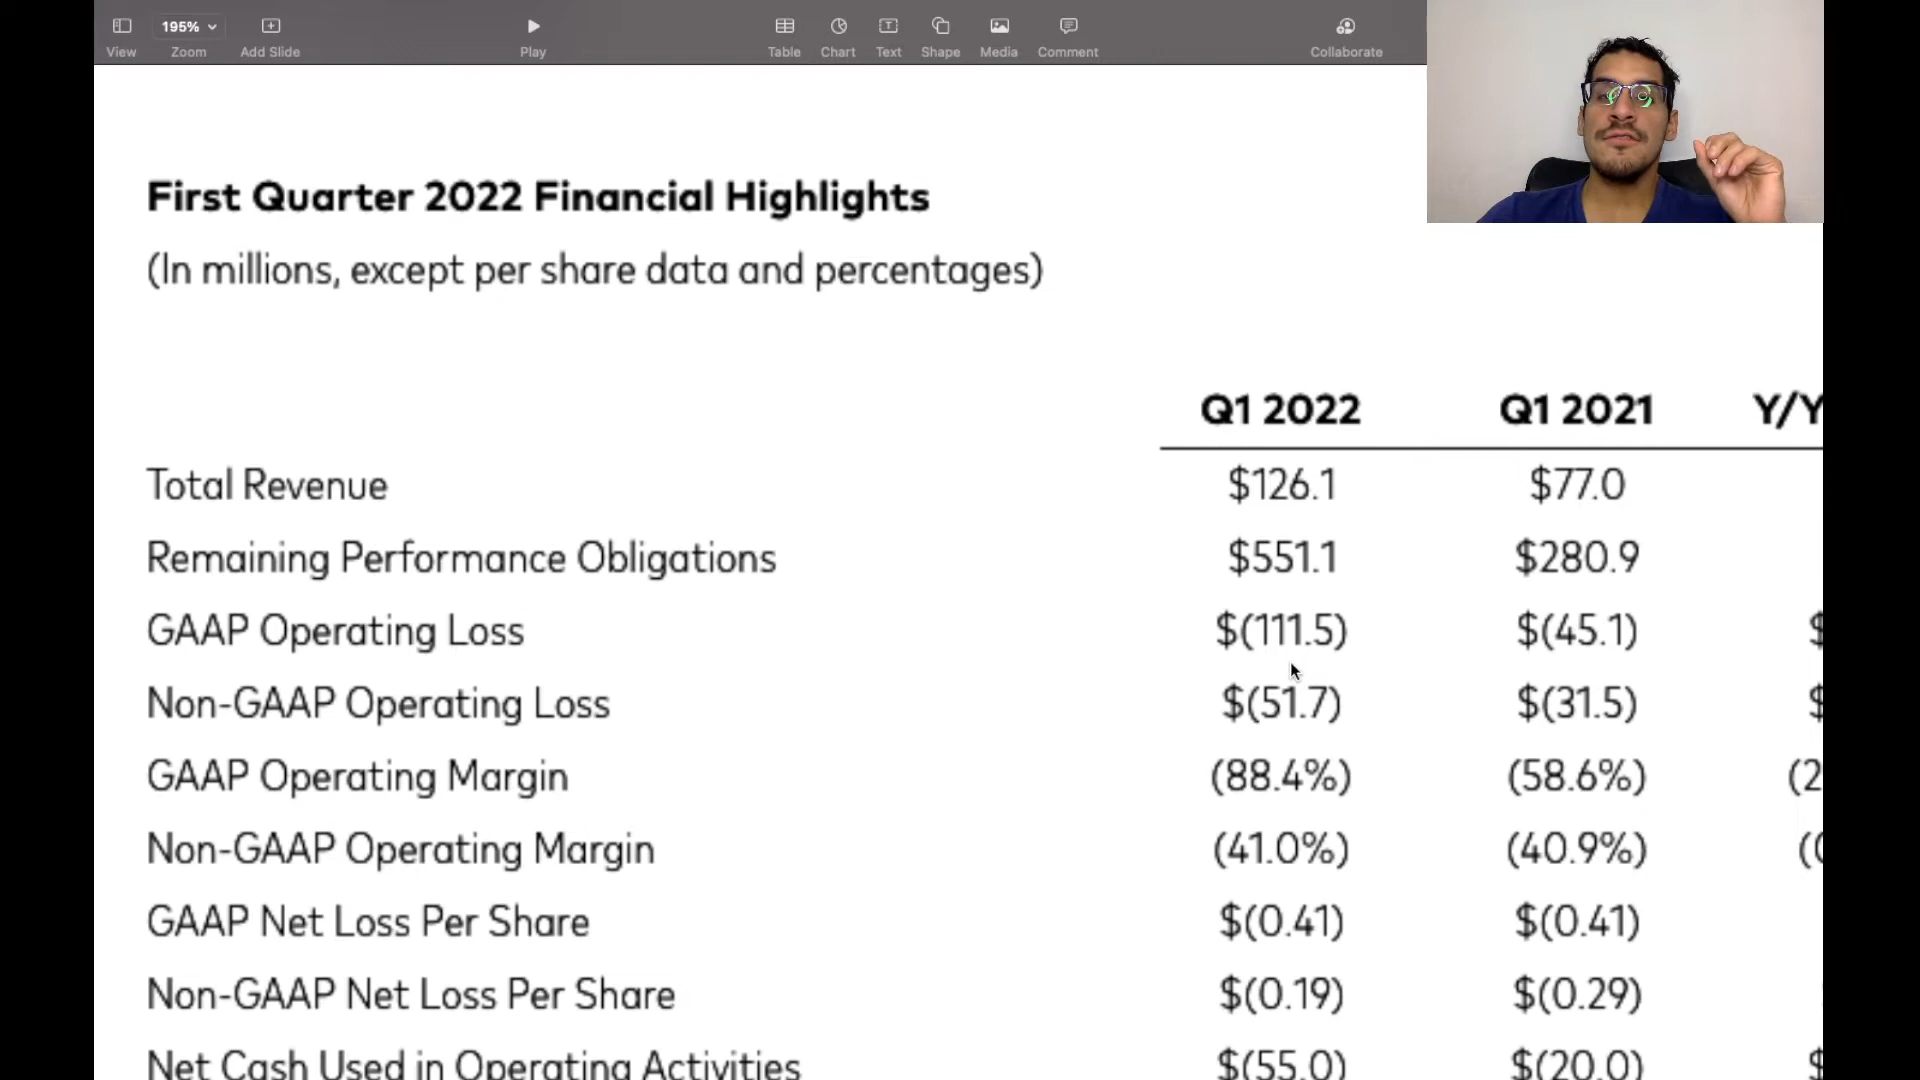 195%
View Zoom Add Slide Play Table Chart Text Shape Media Comment Collaborate
First Quarter 2022 Financial Highlights
(In millions, except per share data and percentages)
Q1 2022 Q1 2021 Y/Y
Total Revenue $126.1 $77.0
Remaining Performance Obligations $551.1 $280.9
GAAP Operating Loss $(111.5) $(45.1) $
Non-GAAP Operating Loss $(51.7) $(31.5) $
GAAP Operating Margin (88.4%) (58.6%) (2
Non-GAAP Operating Margin (41.0%) (40.9%) (0
GAAP Net Loss Per Share $(0.41) $(0.41)
Non-GAAP Net Loss Per Share $(0.19) $(0.29)
Net Cash Used in Operating Activities $(55.0) $(20.0) $